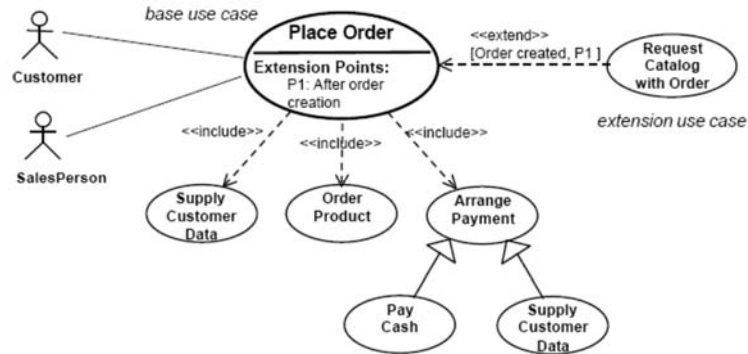 base use case
Customer
SalesPerson
Place Order
Extension Points:
P1: After order
creation
<<extend>>
[Order created, P1 ]
Request
Catalog
with Order
extension use case
<<include>>
<<include>>
<<include>>
Supply
Customer
Data
Order
Product
Arrange
Payment
Pay
Cash
Supply
Customer
Data